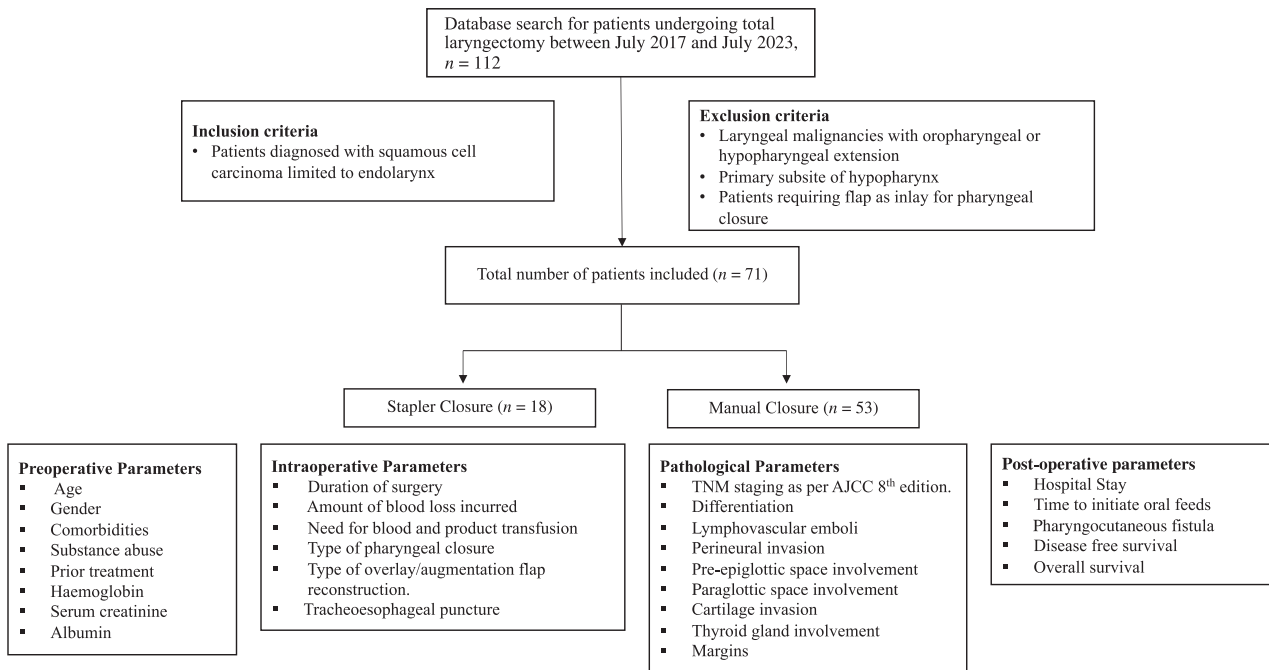 Database search for patients undergoing total
laryngectomy between July 2017 and July 2023,
n = 112
Inclusion criteria
• Patients diagnosed with squamous cell
carcinoma limited to endolarynx
Exclusion criteria
• Laryngeal malignancies with oropharyngeal or
hypopharyngeal extension
• Primary subsite of hypopharynx
• Patients requiring flap as inlay for pharyngeal
closure
Total number of patients included (n = 71)
Stapler Closure (n = 18)
Manual Closure (n = 53)
Preoperative Parameters
▪ Age
▪ Gender
▪ Comorbidities
▪ Substance abuse
▪ Prior treatment
▪ Haemoglobin
▪ Serum creatinine
▪ Albumin
Intraoperative Parameters
▪ Duration of surgery
▪ Amount of blood loss incurred
▪ Need for blood and product transfusion
▪ Type of pharyngeal closure
▪ Type of overlay/augmentation flap
reconstruction.
▪ Tracheoesophageal puncture
Pathological Parameters
▪ TNM staging as per AJCC 8th edition.
▪ Differentiation
▪ Lymphovascular emboli
▪ Perineural invasion
▪ Pre-epiglottic space involvement
▪ Paraglottic space involvement
▪ Cartilage invasion
▪ Thyroid gland involvement
▪ Margins
Post-operative parameters
▪ Hospital Stay
▪ Time to initiate oral feeds
▪ Pharyngocutaneous fistula
▪ Disease free survival
▪ Overall survival